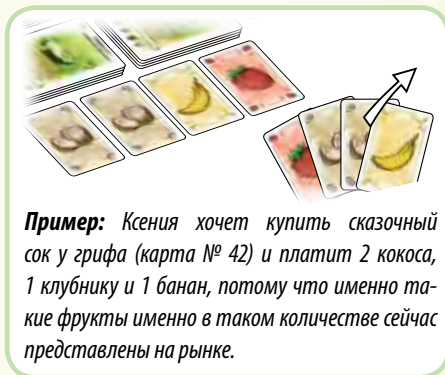 Пример: Ксения хочет купить сказочный
сок у грифа (карта № 42) и платит 2 кокоса,
1 клубнику и 1 банан, потому что именно та-
кие фрукты именно в таком количестве сейчас
представлены на рынке.